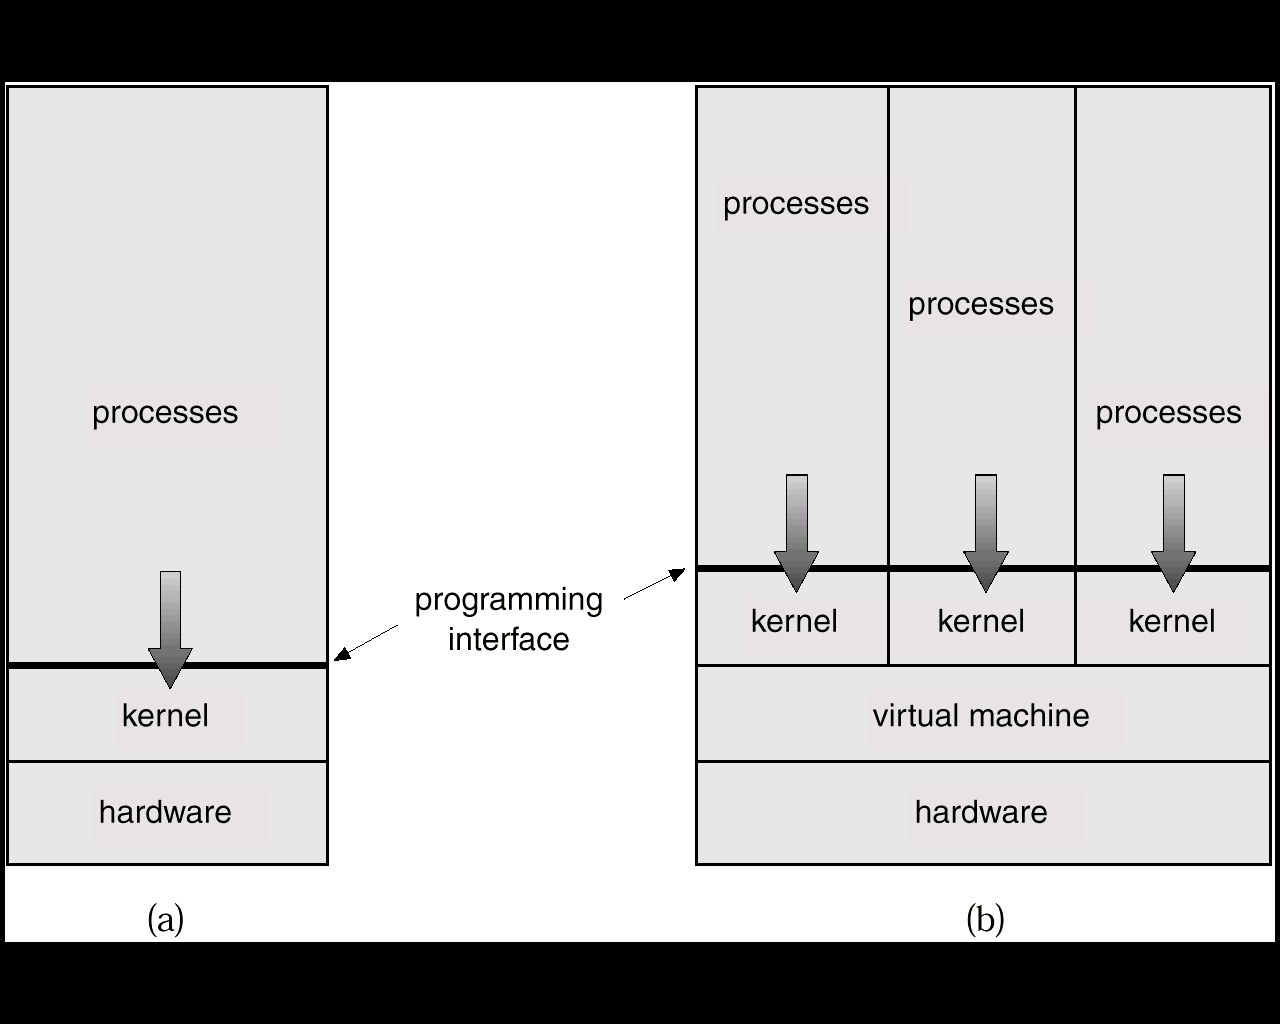 processes
kernel
hardware
(a)
programming
interface
processes
processes
processes
kernel
kernel
kernel
virtual machine
hardware
(b)